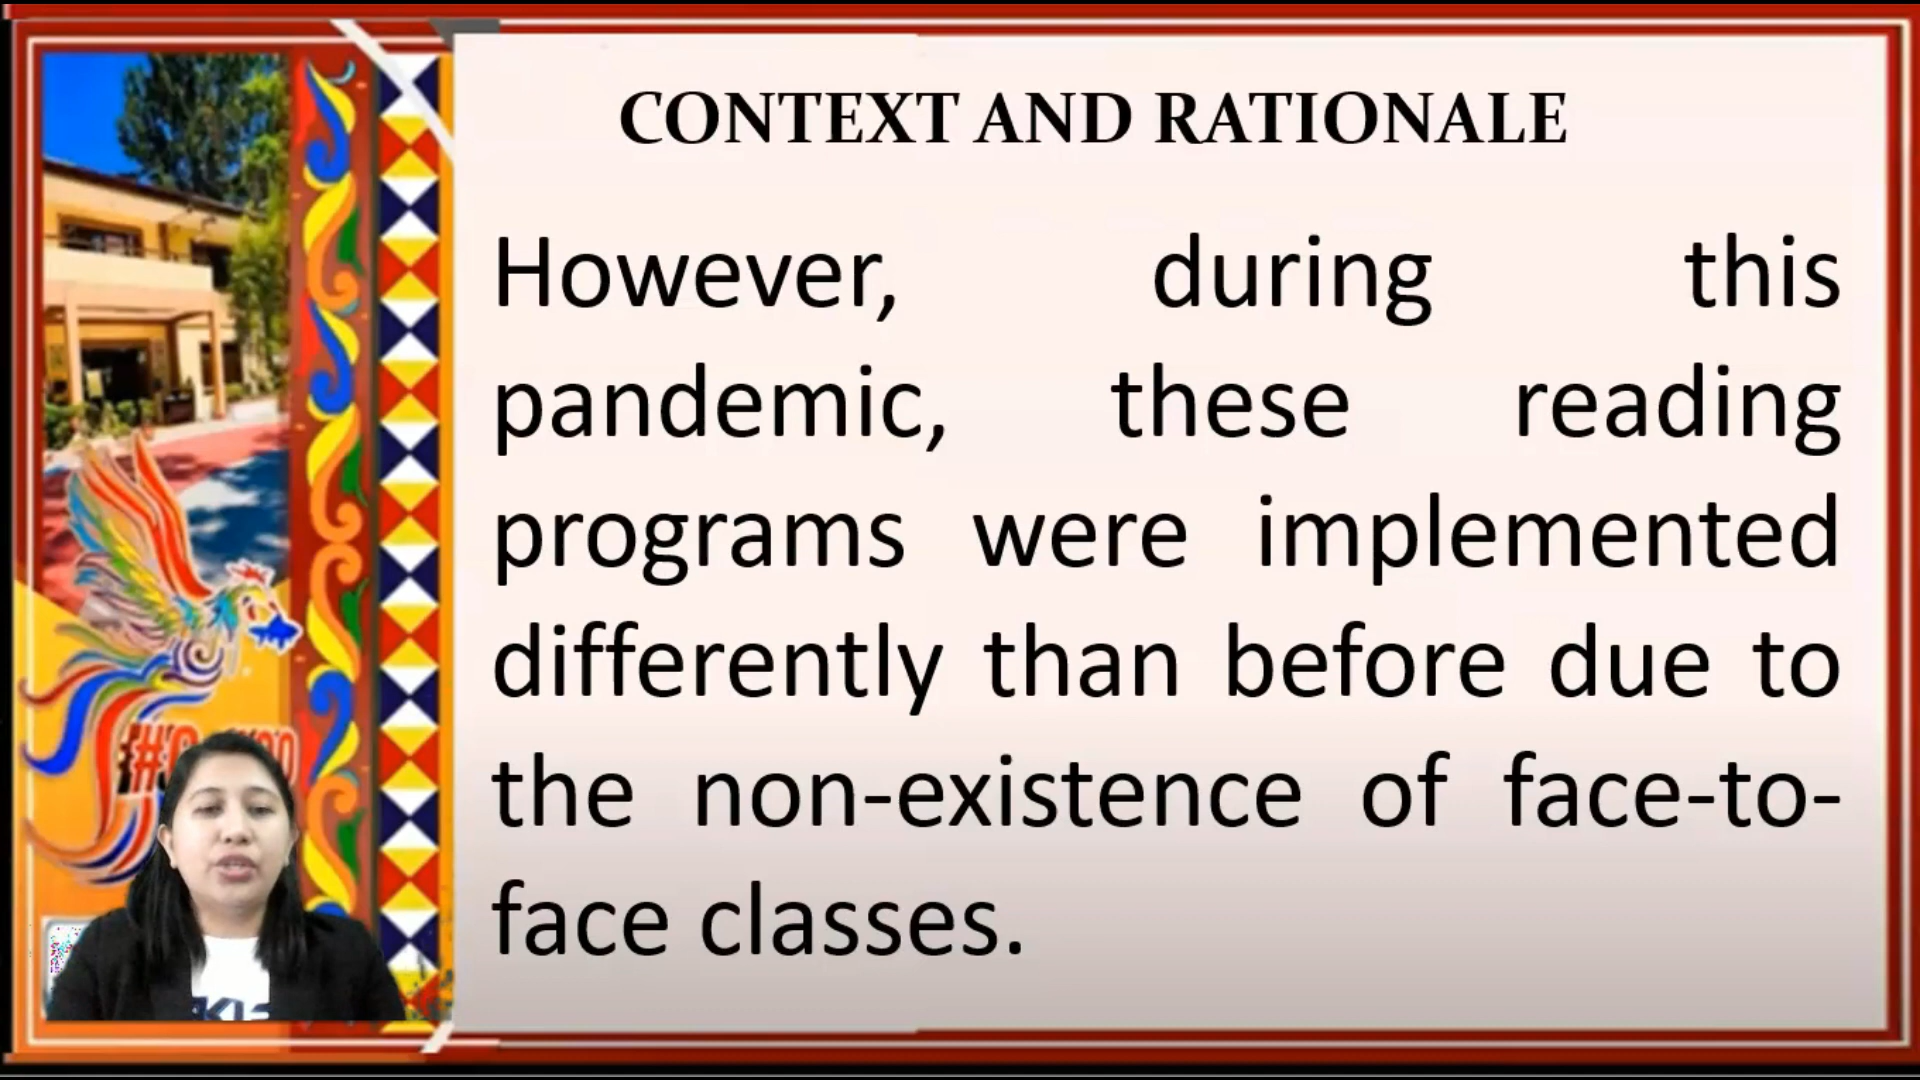 CONTEXT AND RATIONALE
However, during this
pandemic, these reading
programs were implemented
differently than before due to
the non-existence of face-to-
face classes.